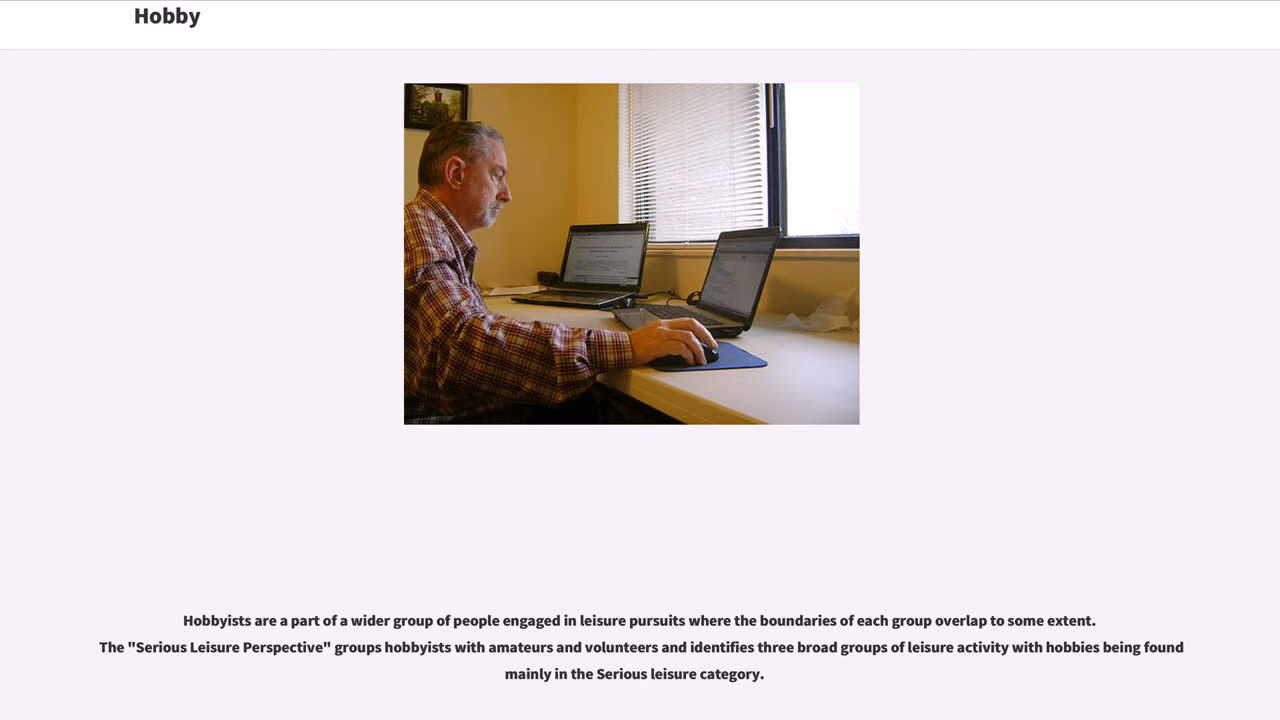 Hobby
Hobbyists are a part of a wider group of people engaged in leisure pursuits where the boundaries of each group overlap to some extent.
The "Serious Leisure Perspective" groups hobbyists with amateurs and volunteers and identifies three broad groups of leisure activity with hobbies being found
mainly in the Serious leisure category.